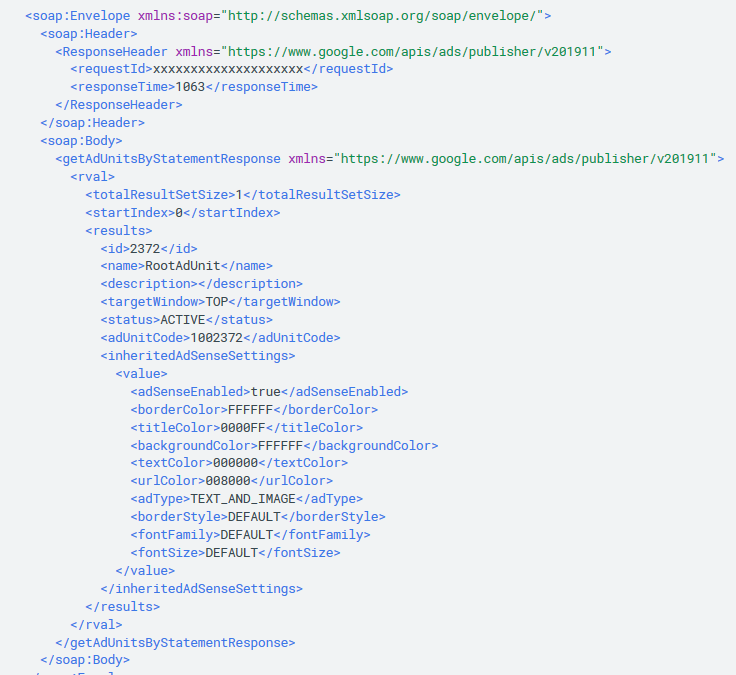 <soap:Envelope xmlns:soap="http://schemas.xmlsoap.org/soap/envelope/">
<soap:Header>
<ResponseHeader xmlns="https://www.google.com/apis/ads/publisher/v201911">
<requestId>xxxxxxxxxxxxxxxxxxxx</requestId>
<responseTime>1063</responseTime>
</ResponseHeader>
</soap:Header>
<soap:Body>
<getAdUnitsByStatementResponse xmlns="https://www.google.com/apis/ads/publisher/v201911">
<rval>
<totalResultSetSize>1</totalResultSetSize>
<startIndex>0</startIndex>
<results>
<id>2372</id>
<name>RootAdUnit</name>
<description></description>
<targetWindow>TOP</targetWindow>
<status>ACTIVE</status>
<adUnitCode>1002372</adUnitCode>
<inheritedAdSenseSettings>
<value>
<adSenseEnabled>true</adSenseEnabled>
<borderColor>FFFFFF</borderColor>
<titleColor>0000FF</titleColor>
<backgroundColor>FFFFFF</backgroundColor>
<textColor>000000</textColor>
<urlColor>008000</urlColor>
<adType>TEXT_AND_IMAGE</adType>
<borderStyle>DEFAULT</borderStyle>
<fontFamily>DEFAULT</fontFamily>
<fontSize>DEFAULT</fontSize>
</value>
</inheritedAdSenseSettings>
</results>
</rval>
</getAdUnitsByStatementResponse>
</soap:Body>